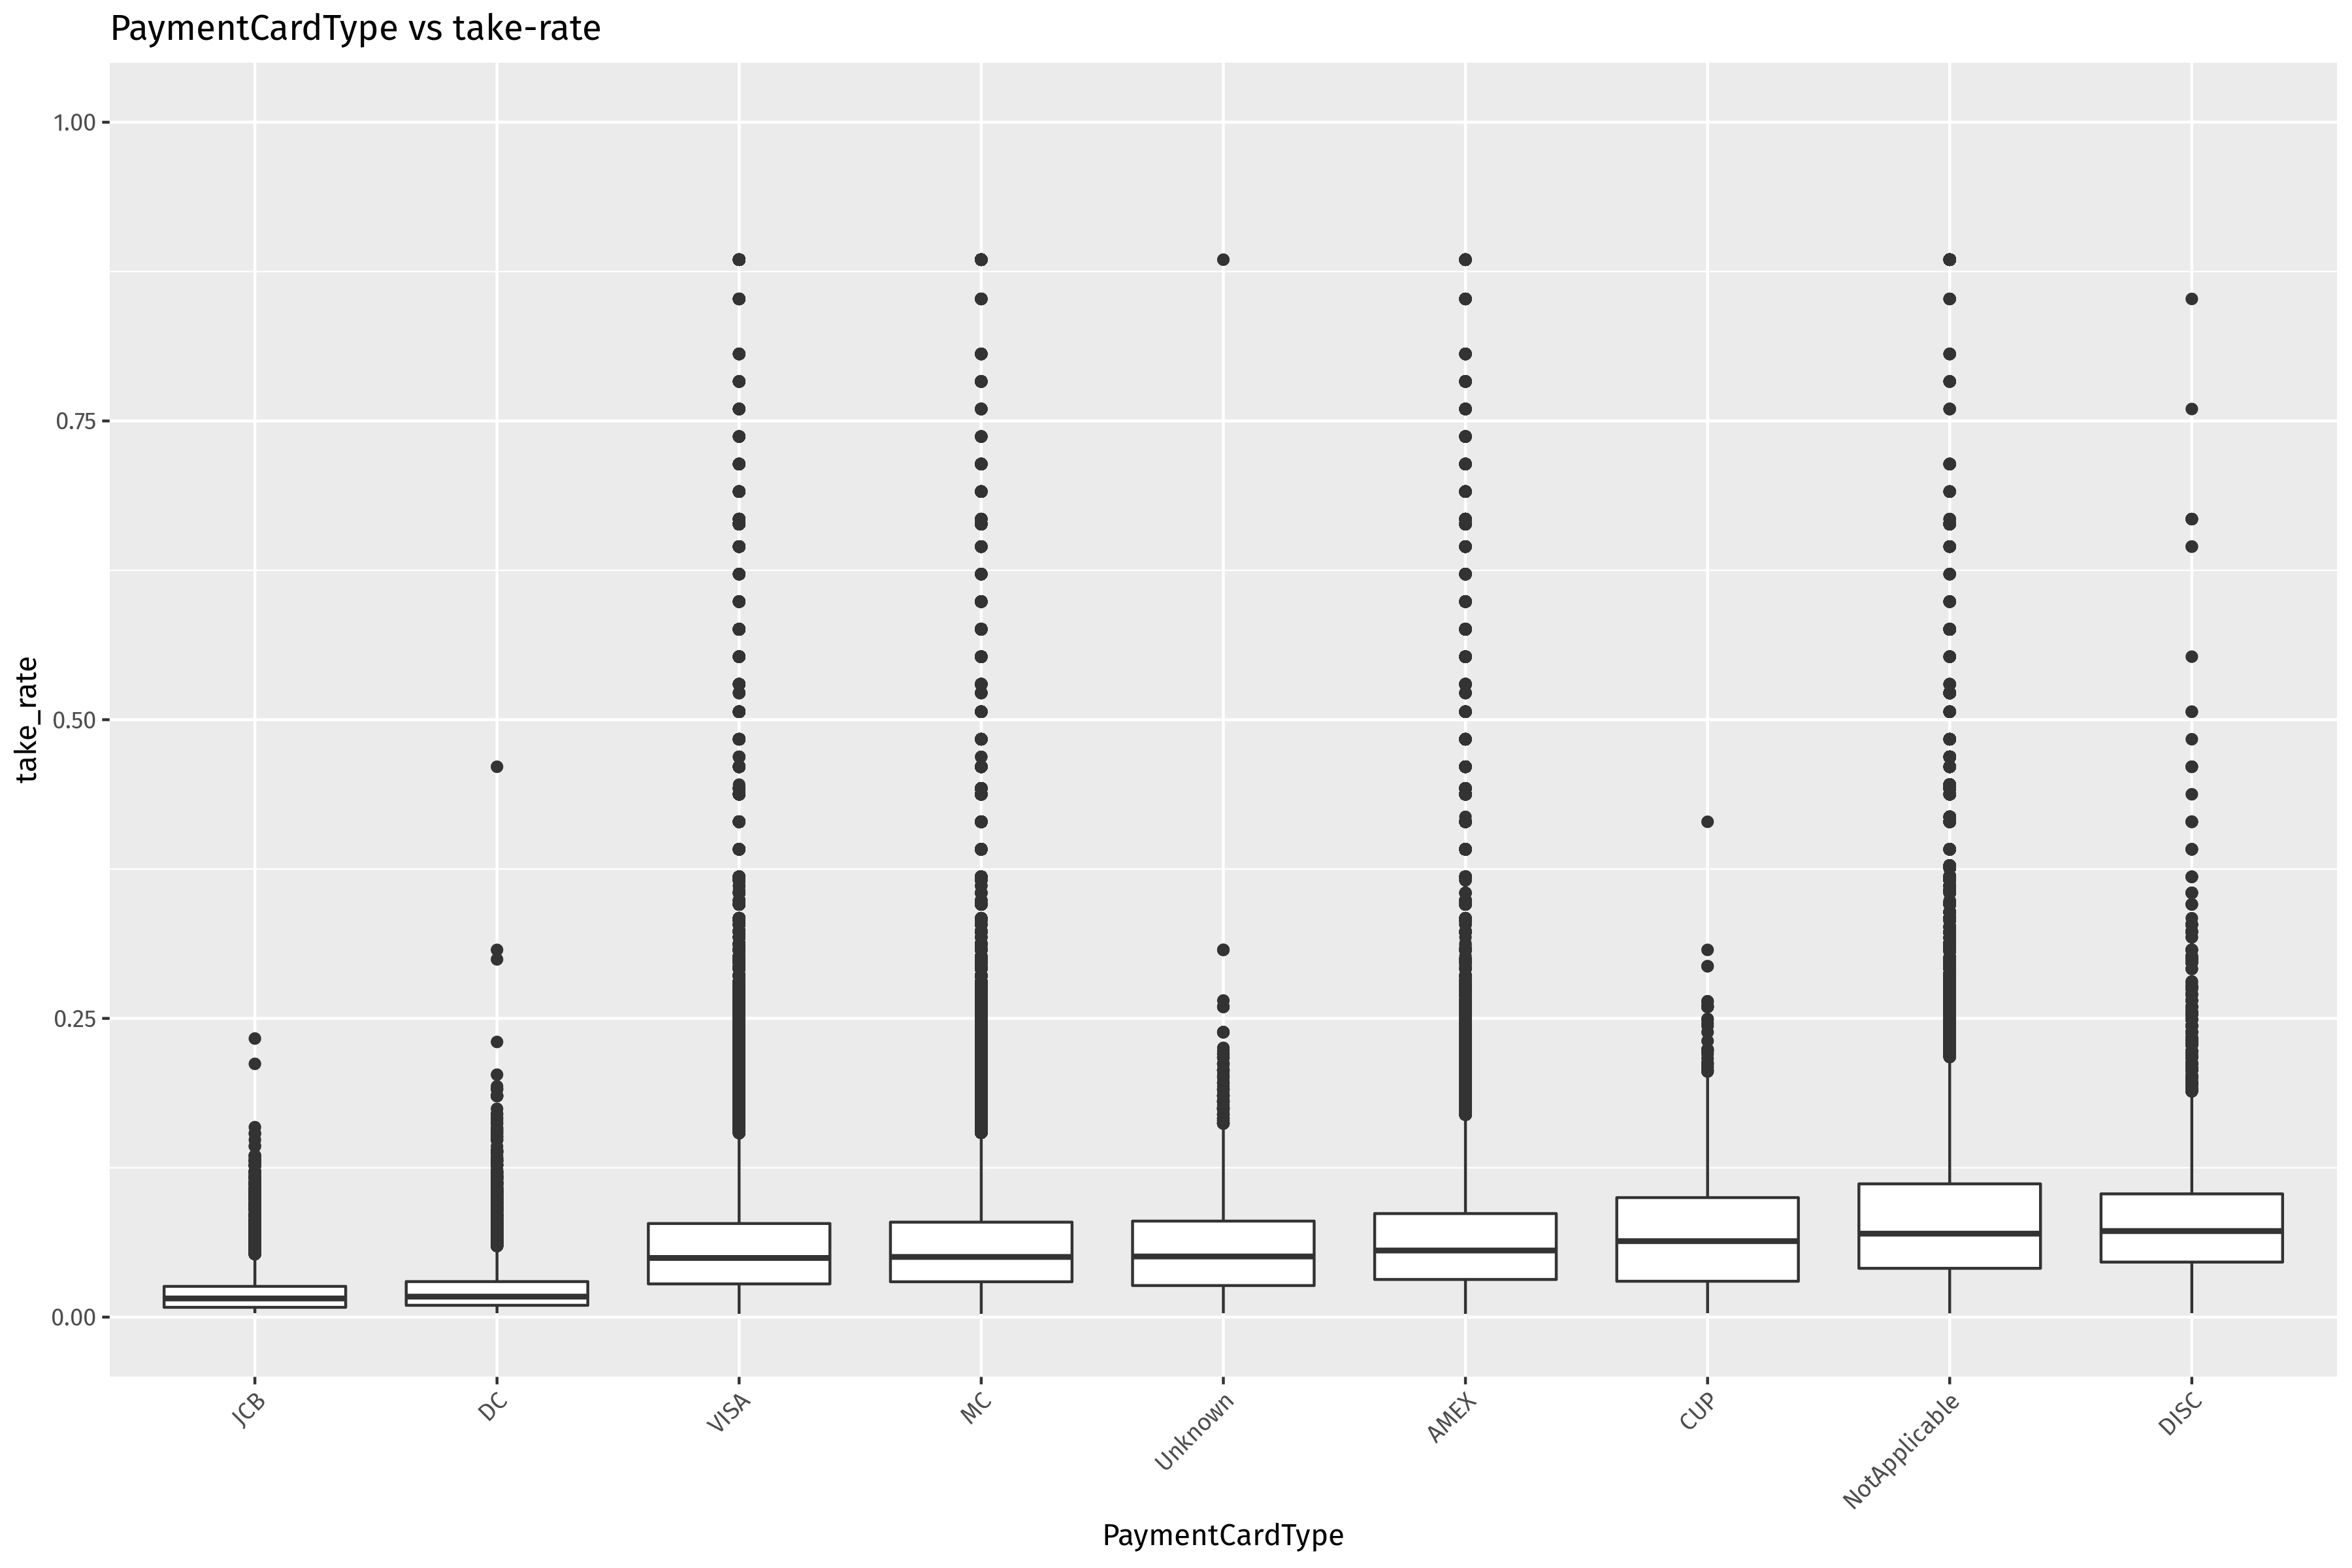 PaymentCardType vs take-rate
1.00
0.75
0.50
0.25
0.00
take_rate
JCB
DC
VISA
MC
Unknown
AMEX
CUP
NotApplicable
DISC
PaymentCardType